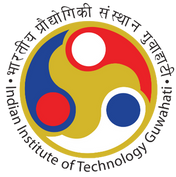 भारतीय प्रौद्योगिकी संस्थान गुवाहाटी
Indian Institute of Technology Guwahati